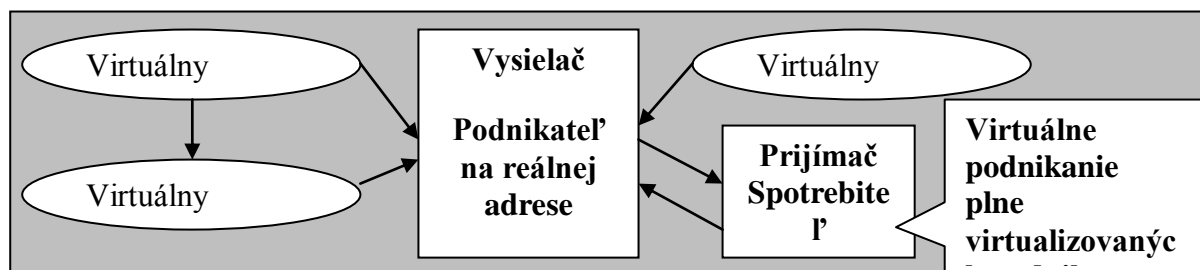 Virtuálny
Virtuálny
Vysielač
Podnikateľ
na reálnej
adrese
Virtuálny
Prijímač
Spotrebite
ľ
Virtuálne
podnikanie
plne
virtualizovanýc